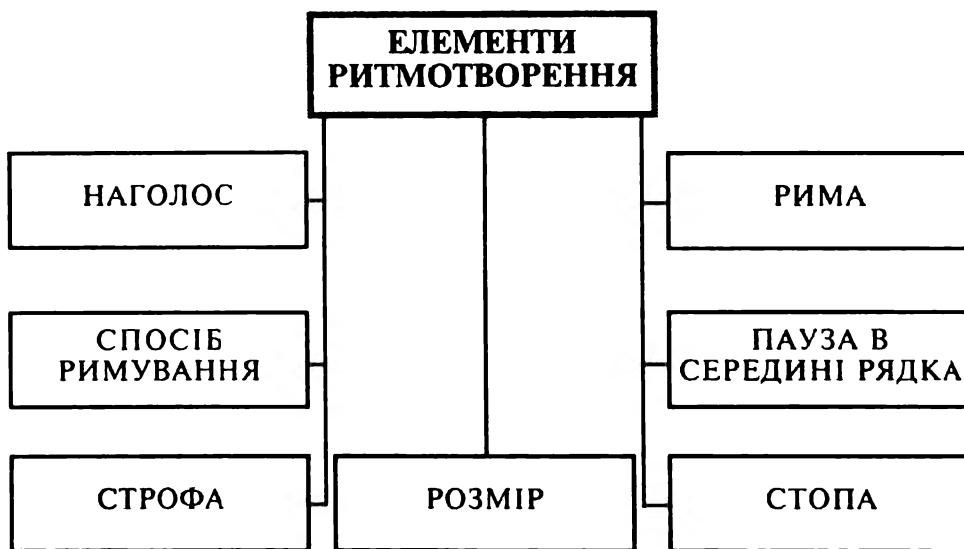 ЕЛЕМЕНТИ
РИТМОТВОРЕННЯ
НАГОЛОС
РИМА
СПОСІБ
РИМУВАННЯ
ПАУЗА В
СЕРЕДИНІ РЯДКА
СТРОФА
РОЗМІР
СТОПА